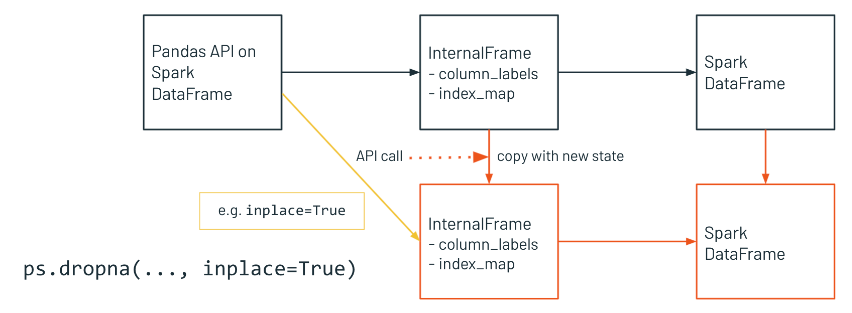 Pandas API on
Spark
DataFrame
InternalFrame
- column_labels
- index_map
Spark
DataFrame
API call
copy with new state
e.g. inplace=True
InternalFrame
- column_labels
- index_map
Spark
DataFrame
ps.dropna(..., inplace=True)